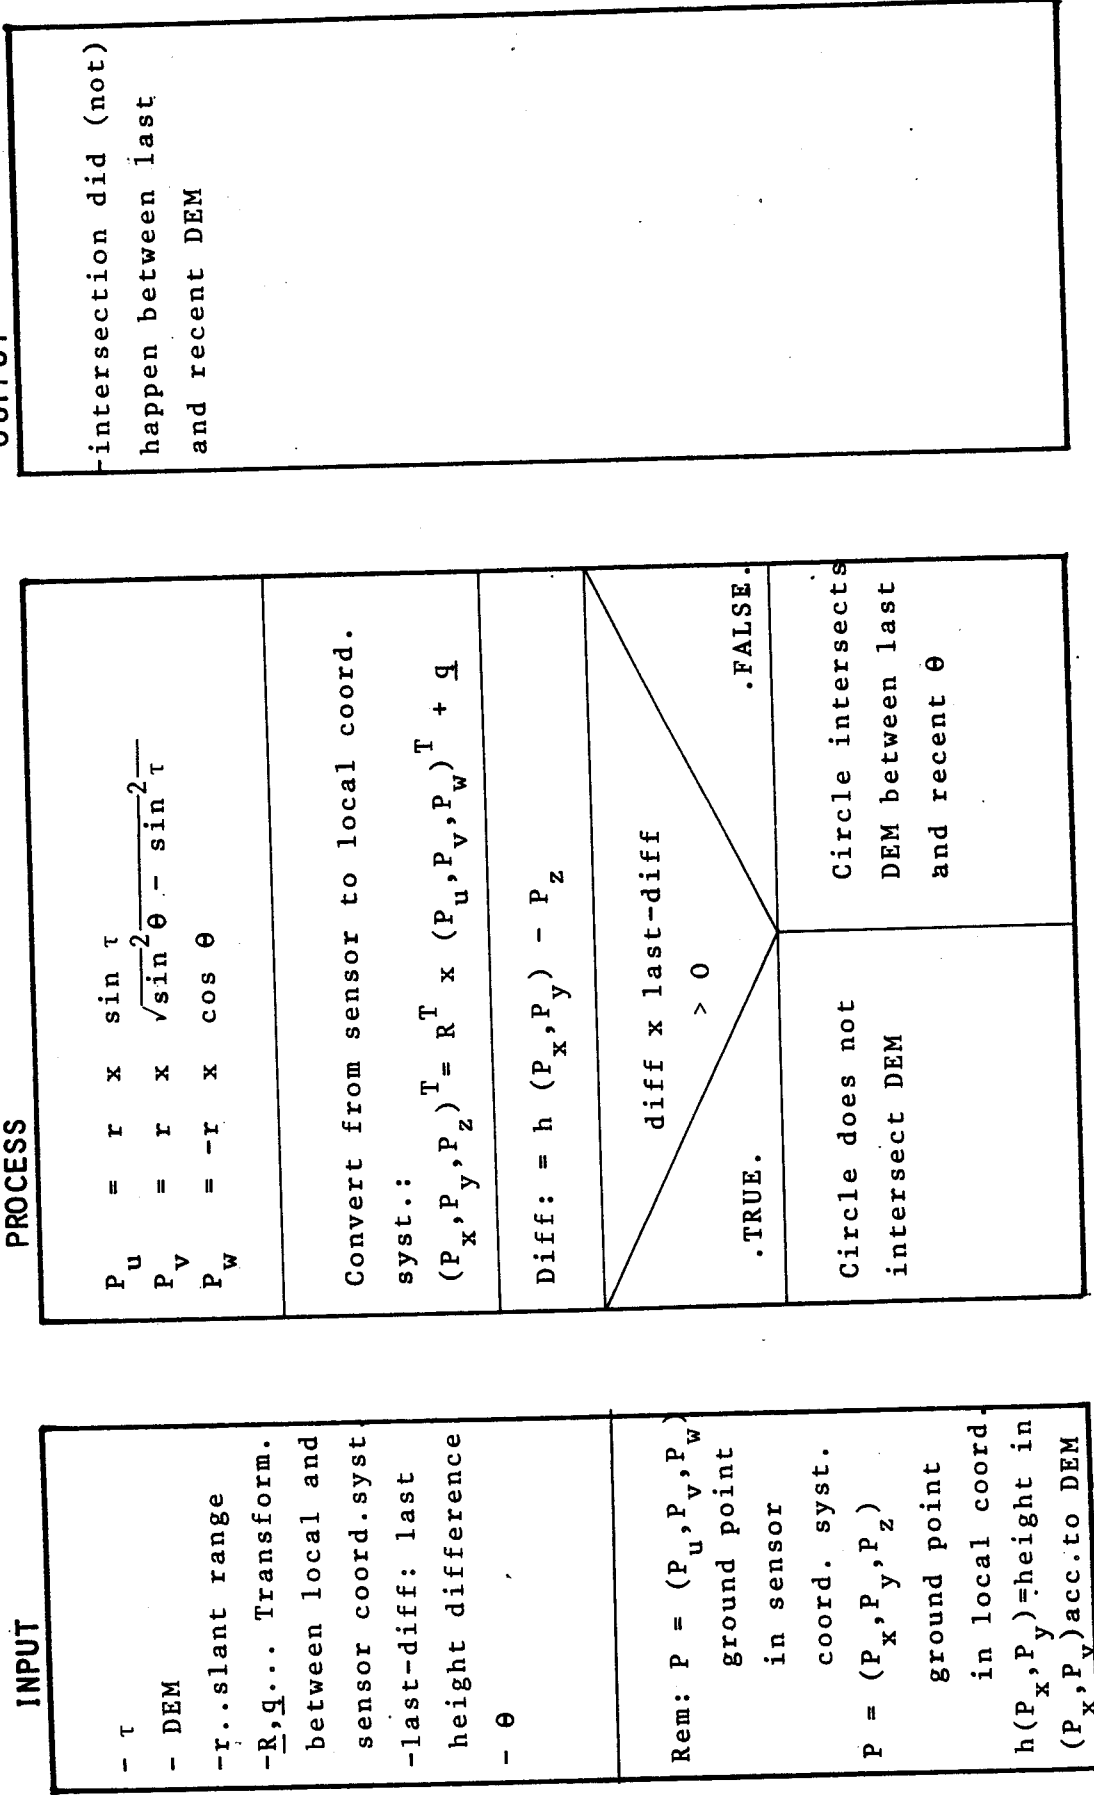 INPUT
- τ
- DEM
-r..slant range
-R,q... Transform.
between local and
sensor coord.syst.
-last-diff: last
height difference
- θ
Rem: P = (Pu,Pv,Pw)
ground point
in sensor
coord. syst.
P = (Px,Py,Pz)
ground point
in local coord.
h(Px,Py)=height in
(Px,Py)acc.to DEM
PROCESS
Pu = r x sin τ
Pv = r x √sin²θ - sin²τ
Pw = -r x cos θ
Convert from sensor to local coord.
syst.:
(Px,Py,Pz)ᵀ= Rᵀ x (Pu,Pv,Pw)ᵀ + q
Diff: = h (Px,Py) - Pz
diff x last-diff
> 0
.TRUE.
.FALSE.
Circle does not
intersect DEM
Circle intersects
DEM between last
and recent θ
-intersection did (not)
happen between last
and recent DEM